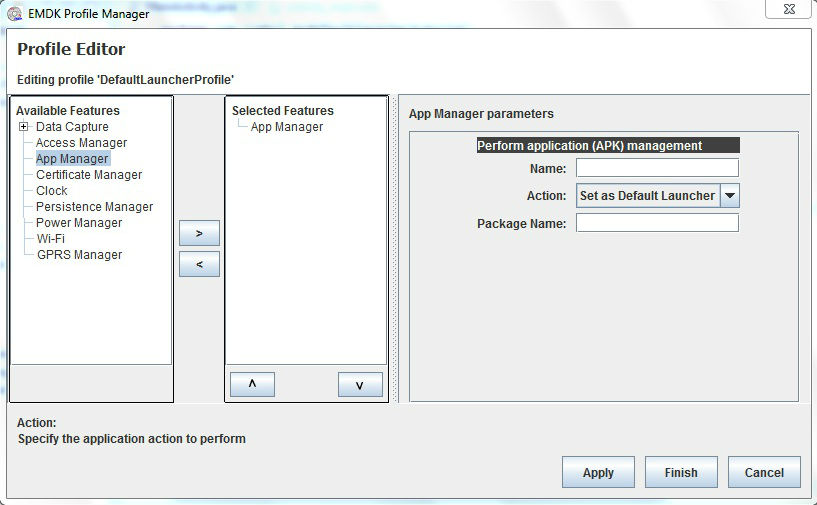 EMDK Profile Manager
Profile Editor
Editing profile 'DefaultLauncherProfile'
Available Features
Data Capture
Access Manager
App Manager
Certificate Manager
Clock
Persistence Manager
Power Manager
Wi-Fi
GPRS Manager
>
<
Selected Features
App Manager
˄
˅
App Manager parameters
Perform application (APK) management
Name:
Action: Set as Default Launcher
Package Name:
Action:
Specify the application action to perform
Apply Finish Cancel